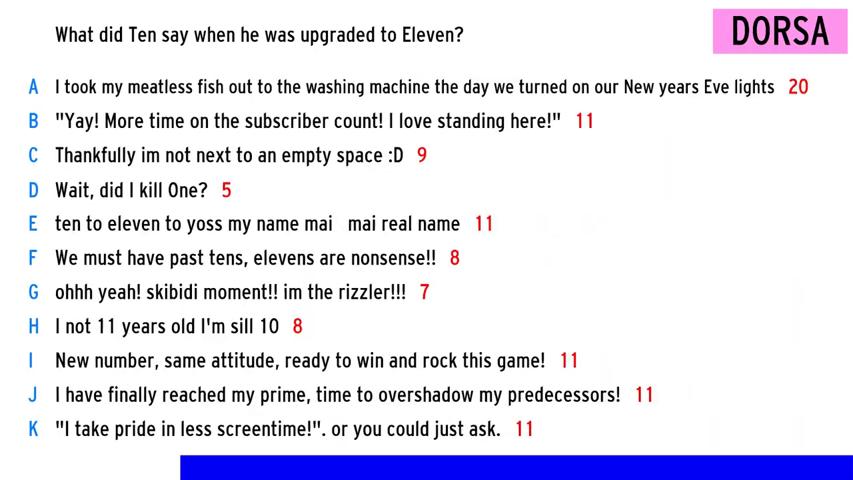 What did Ten say when he was upgraded to Eleven?
DORSA
A I took my meatless fish out to the washing machine the day we turned on our New years Eve lights 20
B "Yay! More time on the subscriber count! I love standing here!" 11
C Thankfully im not next to an empty space :D 9
D Wait, did I kill One? 5
E ten to eleven to yoss my name mai mai real name 11
F We must have past tens, elevens are nonsense!! 8
G ohhh yeah! skibidi moment!! im the rizzler!!! 7
H I not 11 years old I'm sill 10 8
I New number, same attitude, ready to win and rock this game! 11
J I have finally reached my prime, time to overshadow my predecessors! 11
K "I take pride in less screentime!". or you could just ask. 11